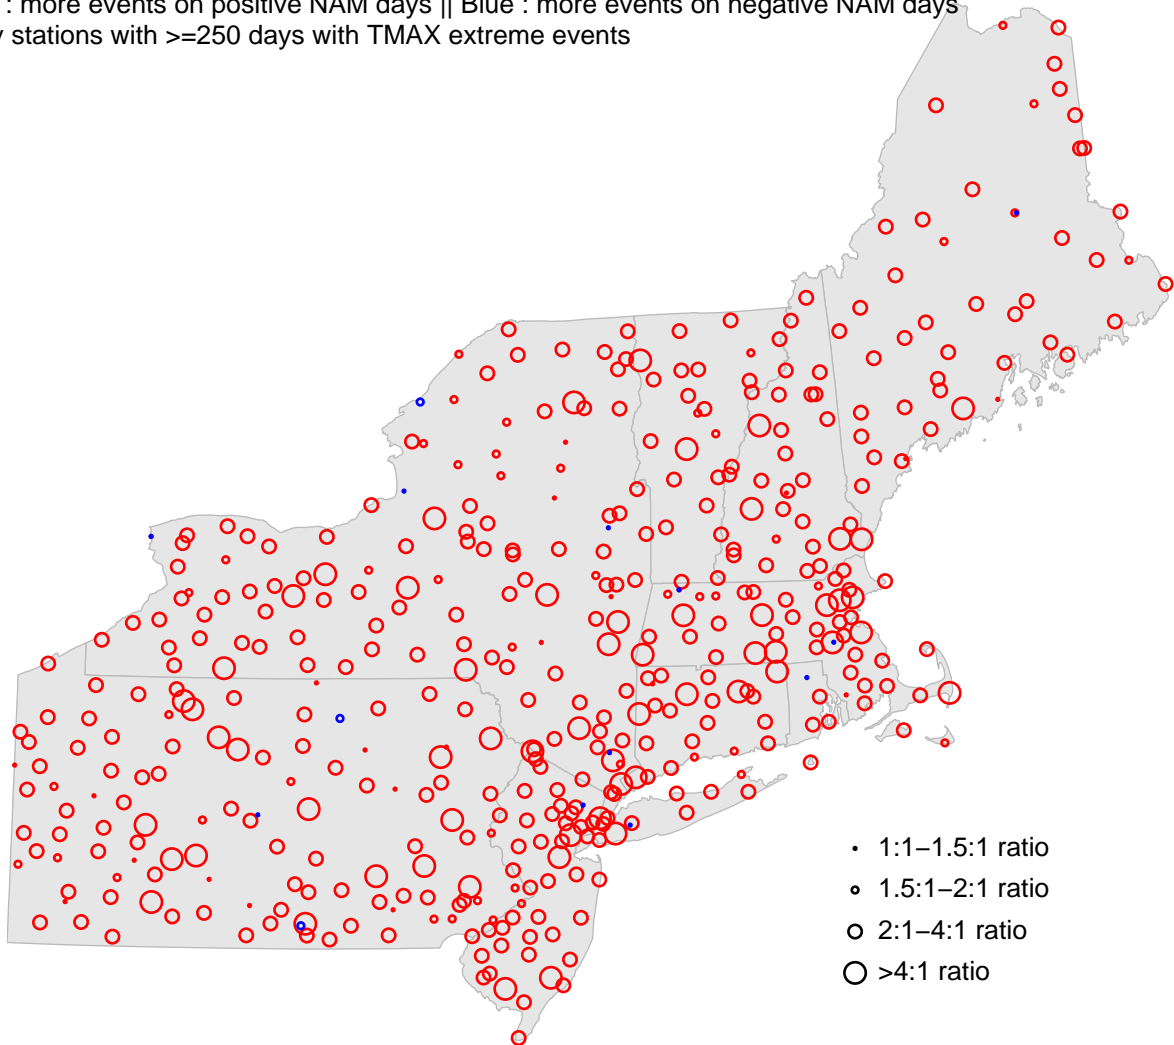 : more events on positive NAM days || Blue : more events on negative NAM days
stations with >=250 days with TMAX extreme events
1:1−1.5:1 ratio
1.5:1−2:1 ratio
2:1−4:1 ratio
>4:1 ratio